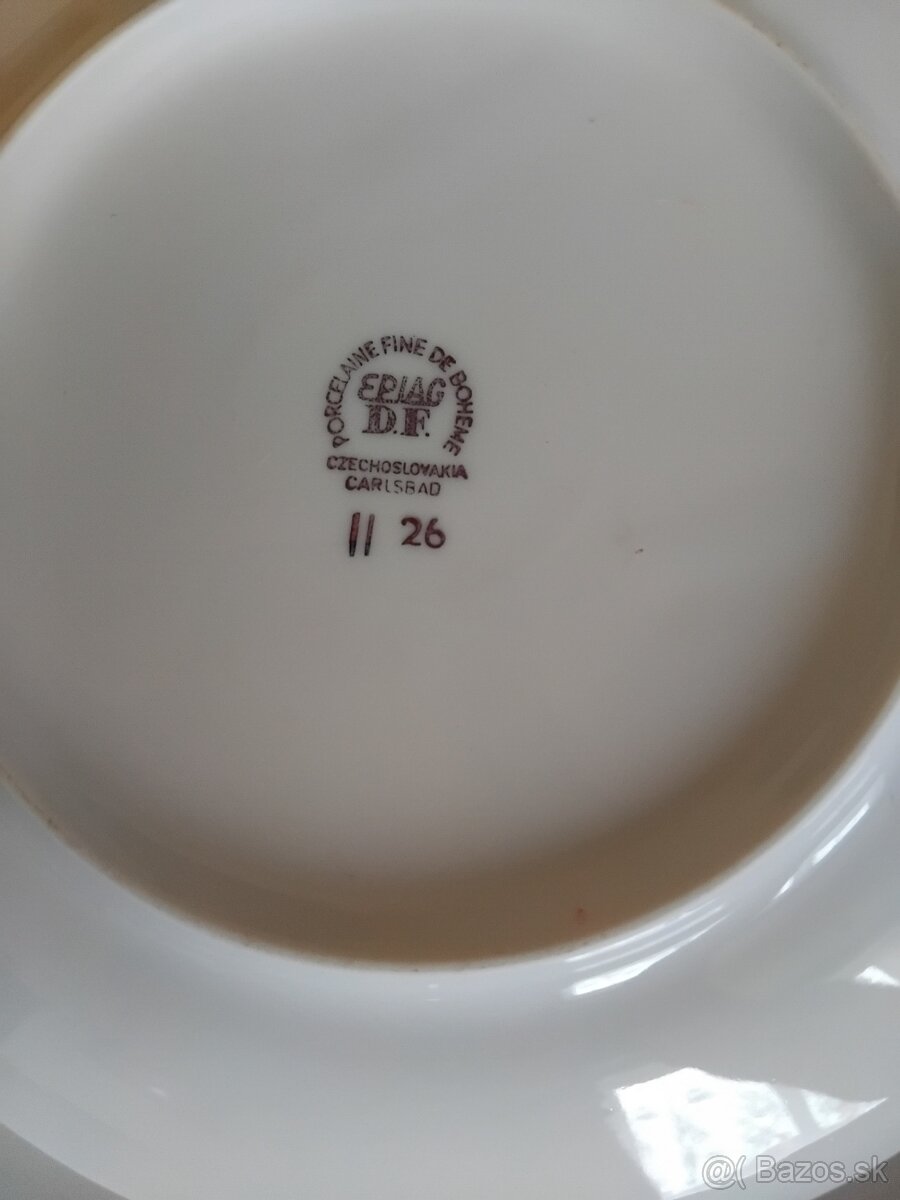 PORCELAINE FINE DE BOHEME
EPIAG
D.F.
CZECHOSLOVAKIA
CARLSBAD
II 26
@( Bazos.sk